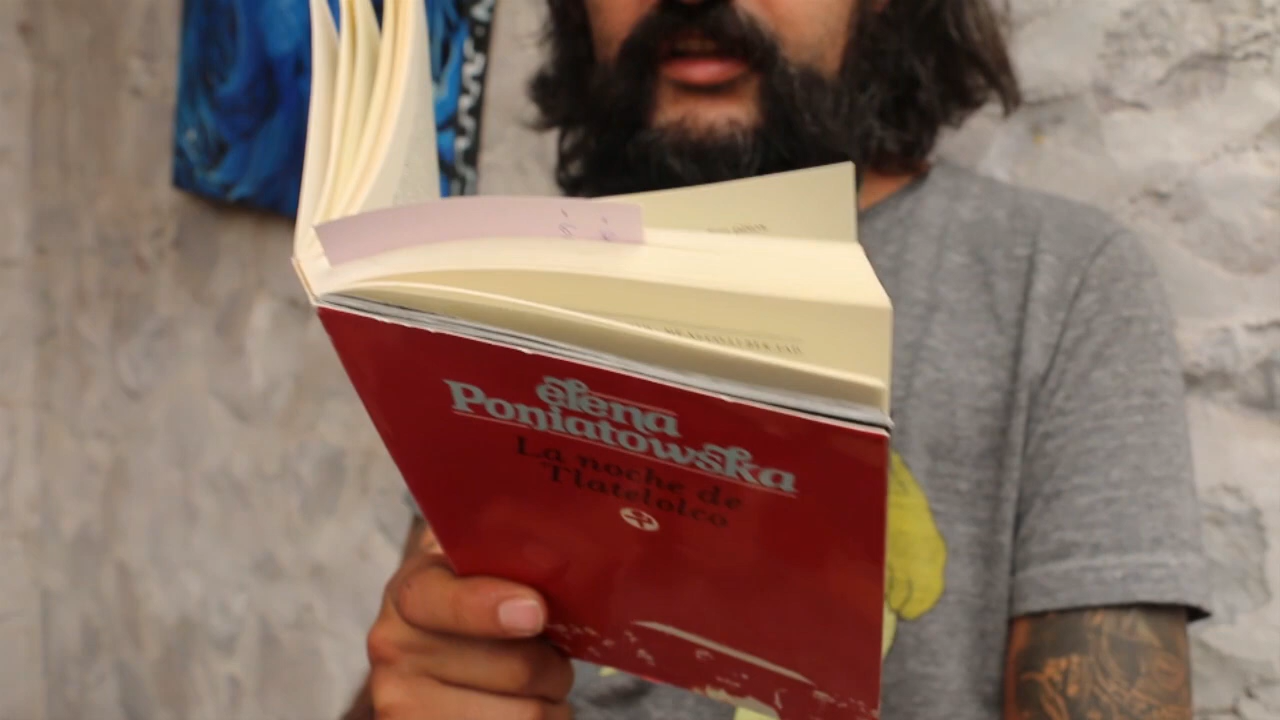 elena
Poniatowska
La noche de
Tlatelolco